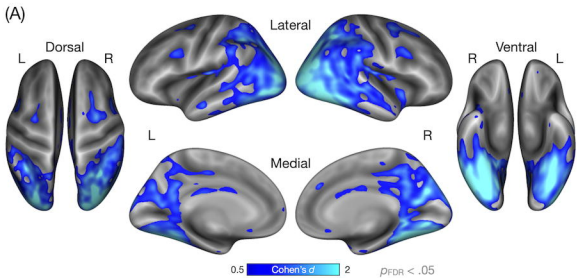 (A)
Dorsal
L R
Lateral
L R
Medial
Ventral
R L
0.5 Cohen's d 2
pFDR < .05